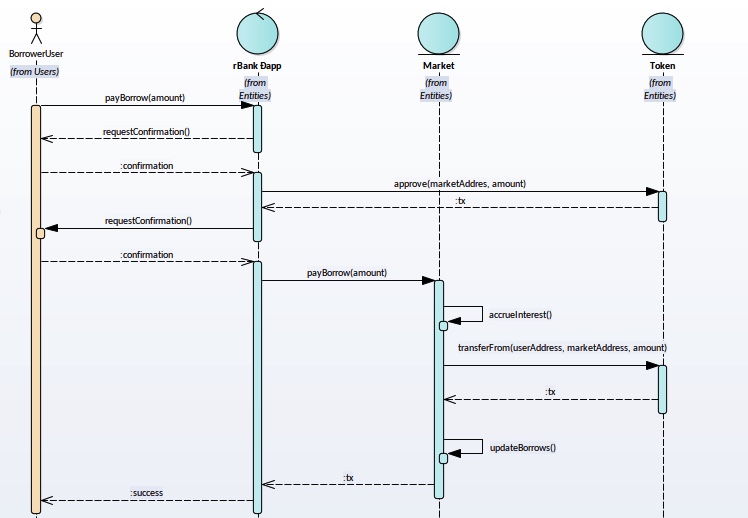 BorrowerUser
(from Users)
rBank Đapp
(from
Entities)
Market
(from
Entities)
Token
(from
Entities)
payBorrow(amount)
requestConfirmation()
:confirmation
approve(marketAddres, amount)
:tx
requestConfirmation()
:confirmation
payBorrow(amount)
accrueInterest()
transferFrom(userAddress, marketAddress, amount)
:tx
updateBorrows()
:tx
:success